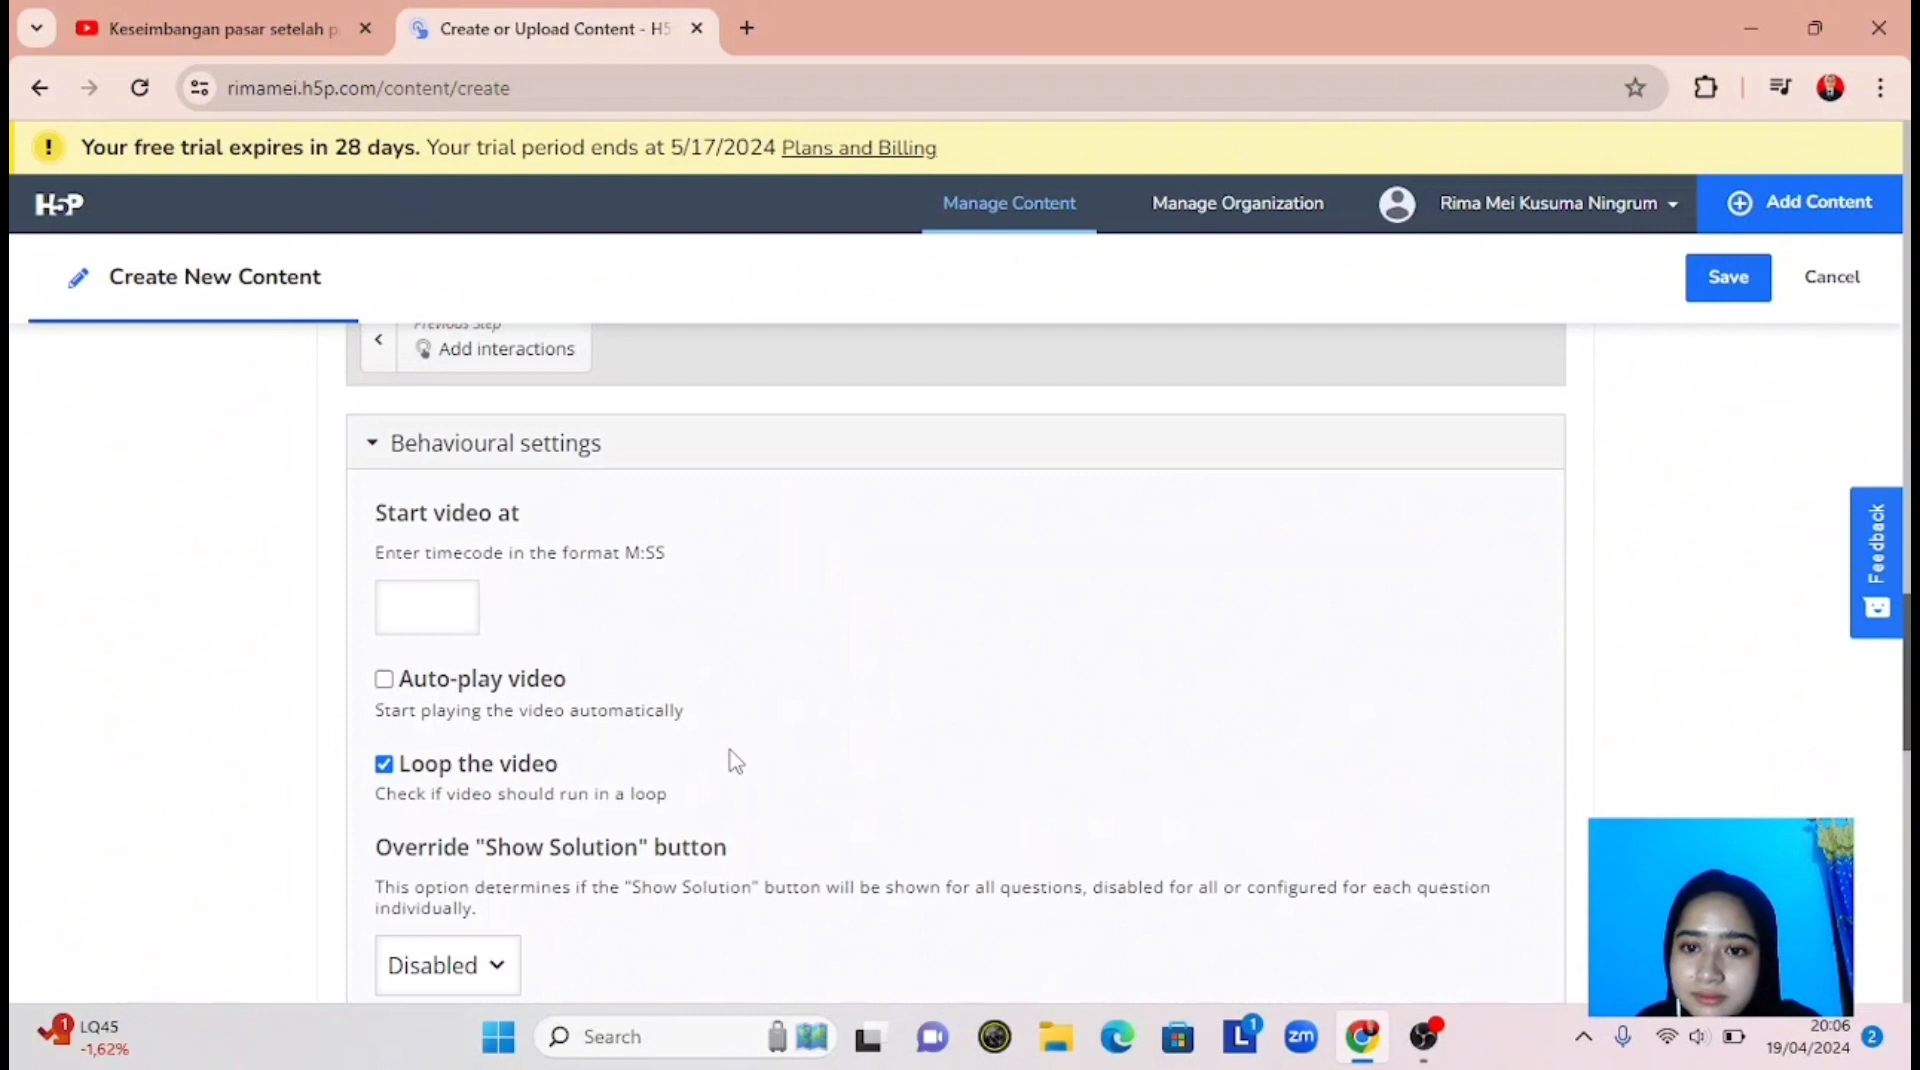 Keseimbangan pasar setelah p
Create or Upload Content - H5
rimamei.h5p.com/content/create
Your free trial expires in 28 days. Your trial period ends at 5/17/2024 Plans and Billing
H5P
Manage Content
Manage Organization
Rima Mei Kusuma Ningrum
Add Content
Create New Content
Save
Cancel
Previous Step
Add interactions
Behavioural settings
Start video at
Enter timecode in the format M:SS
Auto-play video
Start playing the video automatically
Loop the video
Check if video should run in a loop
Override "Show Solution" button
This option determines if the "Show Solution" button will be shown for all questions, disabled for all or configured for each question
individually.
Disabled
Feedback
1
LQ45
-1,62%
Search
L
1
zm
20:06
19/04/2024
2